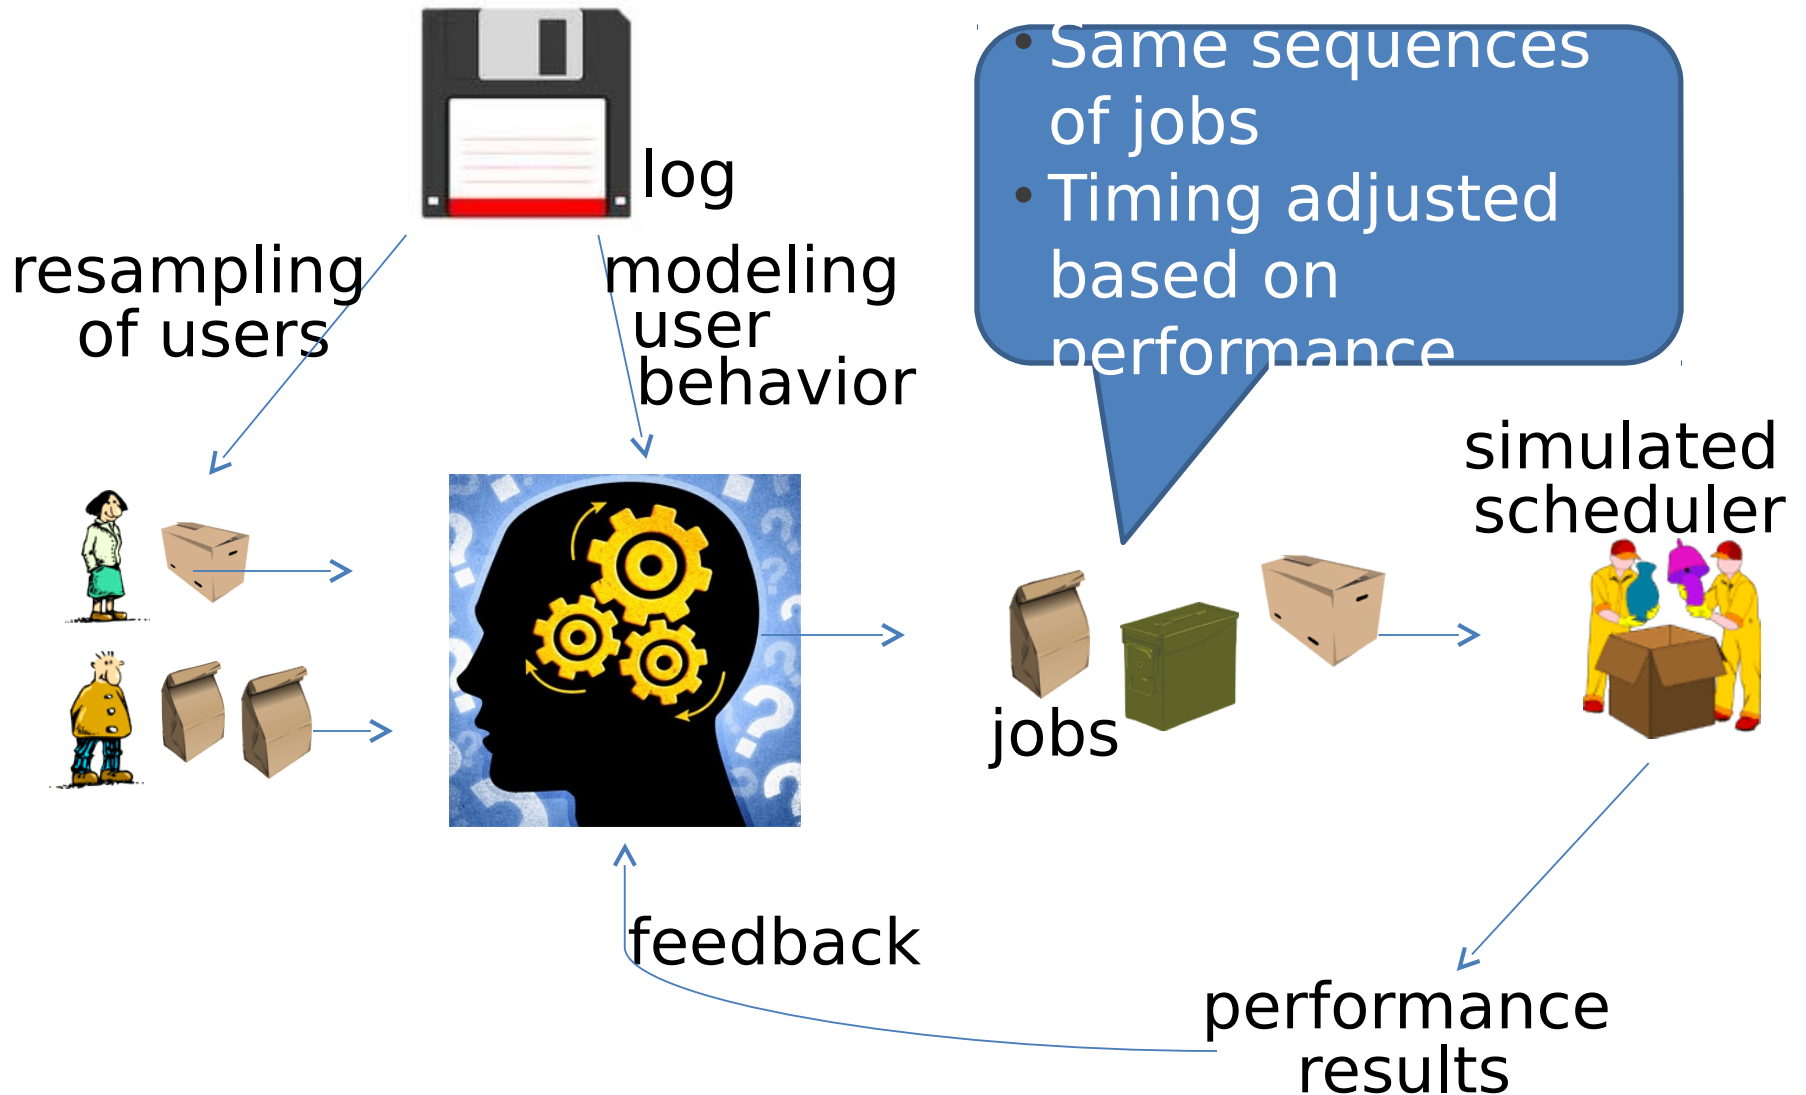 log
resampling
of users
modeling
user
behavior
• Same sequences
of jobs
• Timing adjusted
based on
performance
simulated
scheduler
jobs
feedback
performance
results